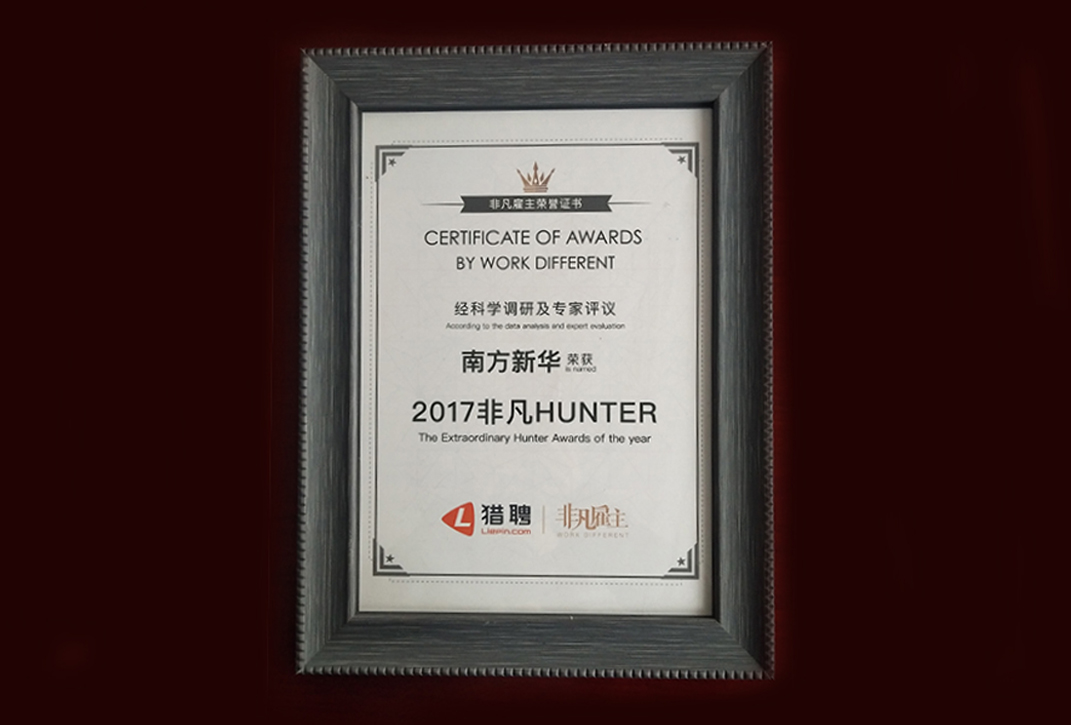 非凡雇主荣誉证书
CERTIFICATE OF AWARDS
BY WORK DIFFERENT
经科学调研及专家评议
According to the data analysis and expert evaluation
南方新华 荣获
is named
2017非凡HUNTER
The Extraordinary Hunter Awards of the year
猎聘 非凡雇主
Liepin.com WORK DIFFERENT